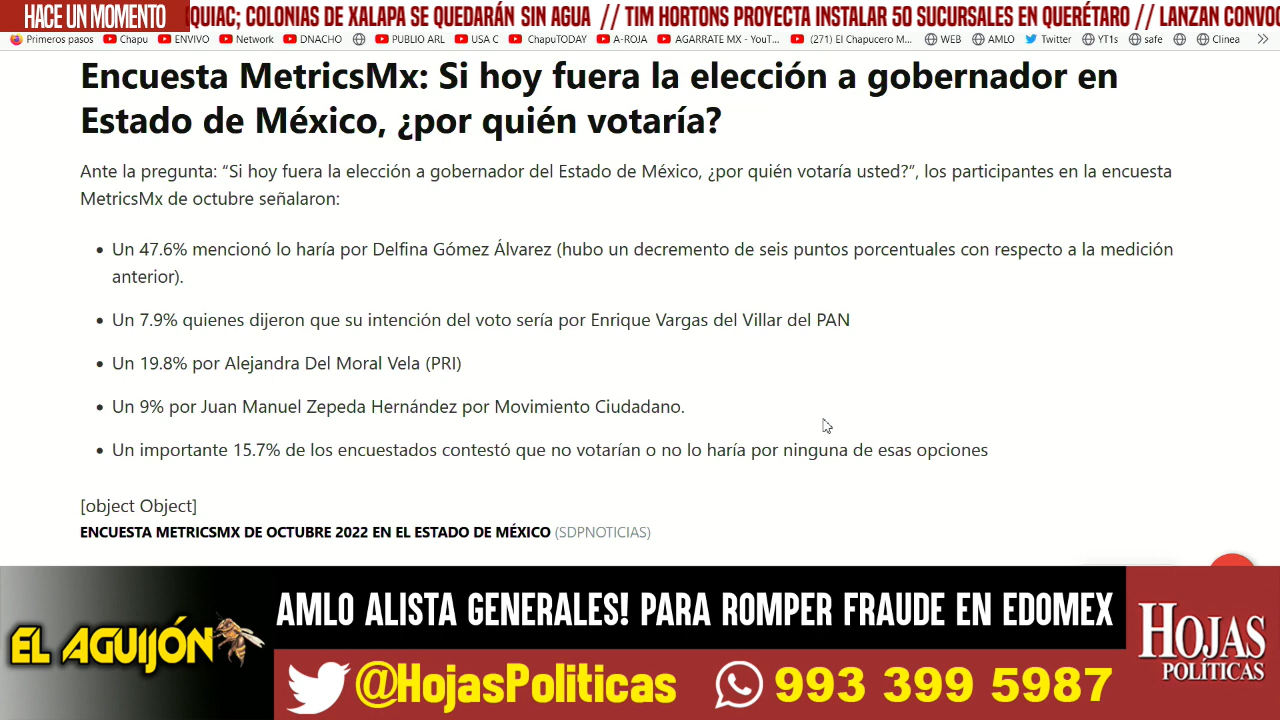 HACE UN MOMENTO
QUIAC; COLONIAS DE XALAPA SE QUEDARÁN SIN AGUA // TIM HORTONS PROYECTA INSTALAR 50 SUCURSALES EN QUERÉTARO // LANZAN CONVOC
Primeros pasos Chapu ENVIVO Network DNACHO PUBLIO ARL USA C ChapuTODAY A-ROJA AGARRATE MX - YouT... (271) El Chapucero M... WEB AMLO Twitter YT1s safe Clinea
Encuesta MetricsMx: Si hoy fuera la elección a gobernador en
Estado de México, ¿por quién votaría?
Ante la pregunta: “Si hoy fuera la elección a gobernador del Estado de México, ¿por quién votaría usted?”, los participantes en la encuesta
MetricsMx de octubre señalaron:
• Un 47.6% mencionó lo haría por Delfina Gómez Álvarez (hubo un decremento de seis puntos porcentuales con respecto a la medición
anterior).
• Un 7.9% quienes dijeron que su intención del voto sería por Enrique Vargas del Villar del PAN
• Un 19.8% por Alejandra Del Moral Vela (PRI)
• Un 9% por Juan Manuel Zepeda Hernández por Movimiento Ciudadano.
• Un importante 15.7% de los encuestados contestó que no votarían o no lo haría por ninguna de esas opciones
[object Object]
ENCUESTA METRICSMX DE OCTUBRE 2022 EN EL ESTADO DE MÉXICO (SDPNOTICIAS)
EL AGUIJÓN
AMLO ALISTA GENERALES! PARA ROMPER FRAUDE EN EDOMEX
@HojasPoliticas 993 399 5987
HOJAS
POLÍTICAS